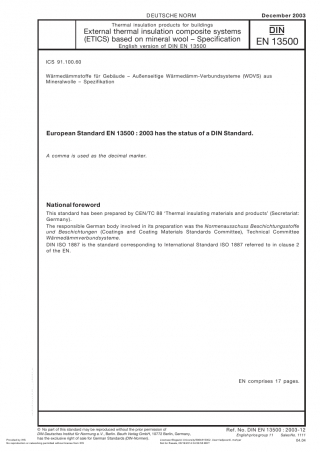 DEUTSCHE NORM
December 2003
Thermal insulation products for buildings
External thermal insulation composite systems
(ETICS) based on mineral wool – Specification
English version of DIN EN 13500
DIN
EN 13500
ICS 91.100.60
Wärmedämmstoffe für Gebäude – Außenseitige Wärmedämm-Verbundsysteme (WDVS) aus
Mineralwolle – Spezifikation
European Standard EN 13500 : 2003 has the status of a DIN Standard.
A comma is used as the decimal marker.
National foreword
This standard has been prepared by CEN/TC 88 ‘Thermal insulating materials and products’ (Secretariat:
Germany).
The responsible German body involved in its preparation was the Normenausschuss Beschichtungsstoffe
und Beschichtungen (Coatings and Coating Materials Standards Committee), Technical Committee
Wärmedämmverbundsysteme.
DIN ISO 1887 is the standard corresponding to International Standard ISO 1887 referred to in clause 2
of the EN.
EN comprises 17 pages.
© No part of this standard may be reproduced without the prior permission of
DIN Deutsches Institut für Normung e.V., Berlin. Beuth Verlag GmbH, 10772 Berlin, Germany,
has the exclusive right of sale for German Standards (DIN-Normen).
Ref. No. DIN EN 13500 : 2003-12
English price group 11 Sales No. 1111
04.04